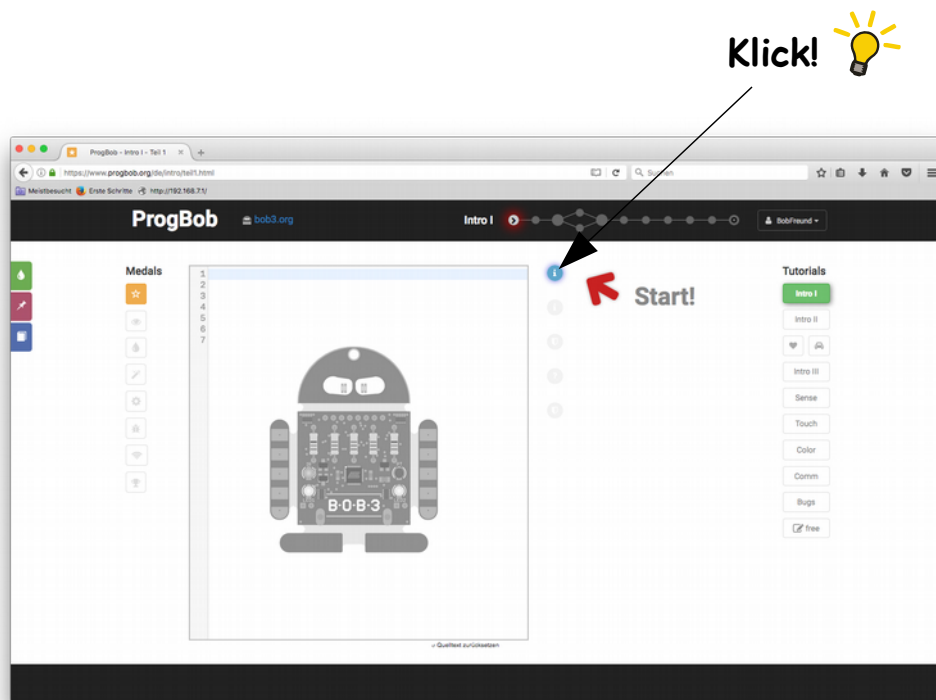 Klick!
ProgBob - Intro I - Teil 1
https://www.progbob.org/de/intro/teil1.html
Suchen
Meistbesucht
Erste Schritte
http://192.168.7.1/
ProgBob
bob3.org
Intro I
BobFreund
Medals
1
2
3
4
5
6
7
B·O·B·3
Quelltext zurücksetzen
Start!
Tutorials
Intro I
Intro II
Intro III
Sense
Touch
Color
Comm
Bugs
free